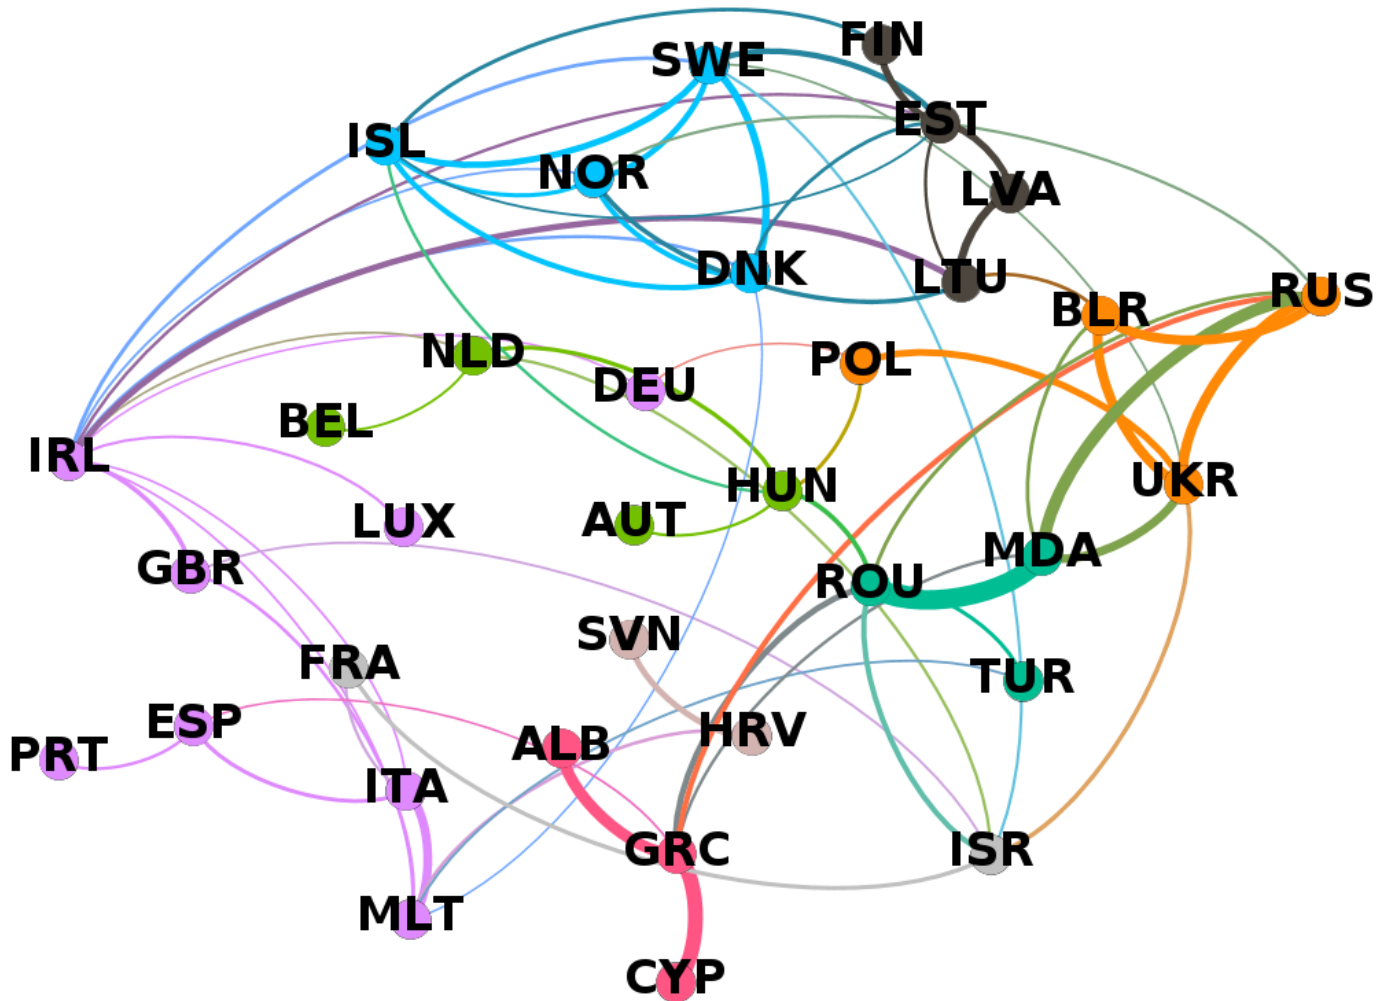 FIN
SWE
EST
ISL
NOR
LVA
DNK
LTU
RUS
BLR
NLD
POL
DEU
BEL
IRL
HUN
UKR
LUX
AUT
GBR
MDA
ROU
SVN
FRA
TUR
ESP
HRV
ALB
PRT
ITA
GRC
ISR
MLT
CYP